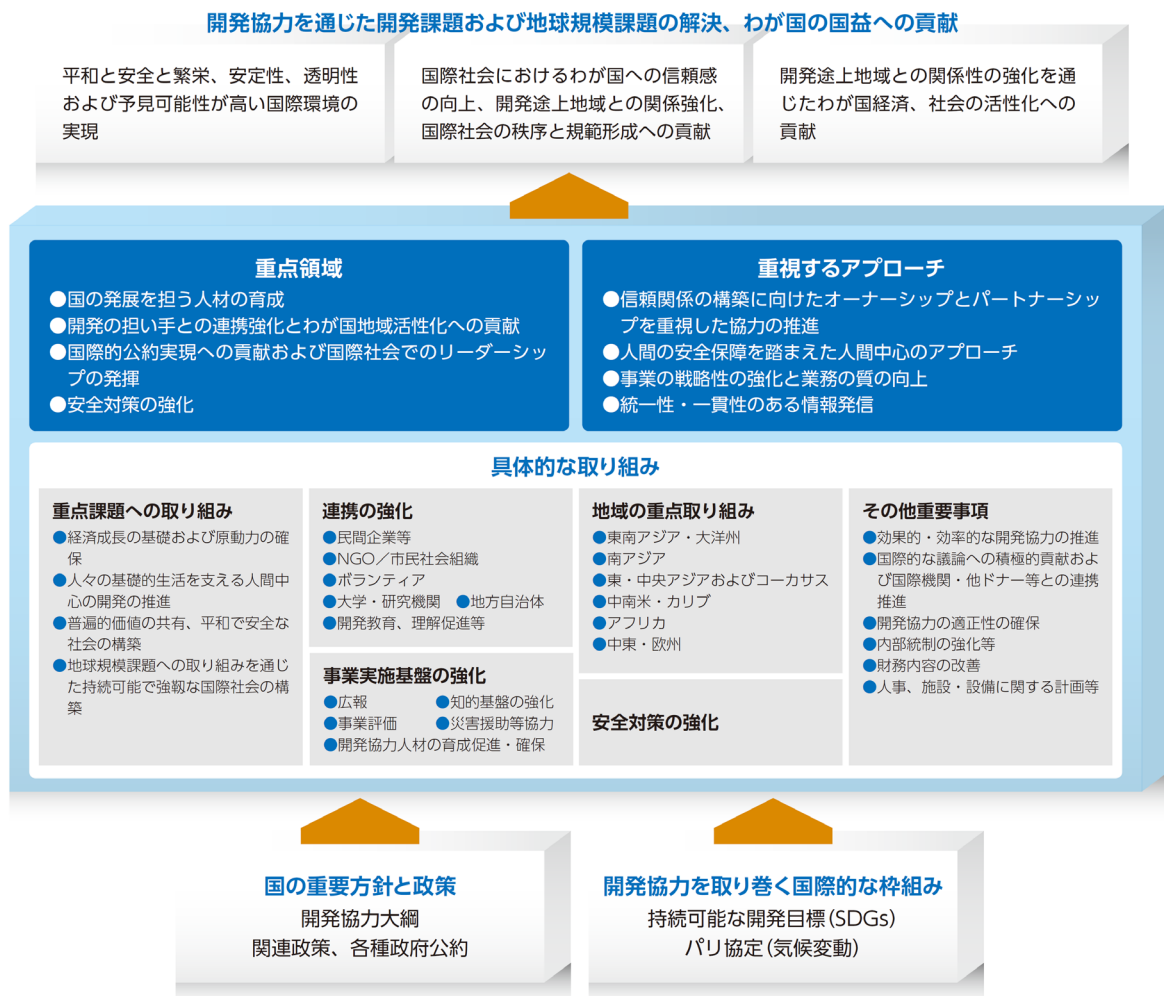 開発協力を通じた開発課題および地球規模課題の解決、わが国の国益への貢献
平和と安全と繁栄、安定性、透明性
および予見可能性が高い国際環境の
実現
国際社会におけるわが国への信頼感
の向上、開発途上地域との関係強化、
国際社会の秩序と規範形成への貢献
開発途上地域との関係性の強化を通
じたわが国経済、社会の活性化への
貢献
重点領域
●国の発展を担う人材の育成
●開発の担い手との連携強化とわが国地域活性化への貢献
●国際的公約実現への貢献および国際社会でのリーダーシッ
プの発揮
●安全対策の強化
重視するアプローチ
●信頼関係の構築に向けたオーナーシップとパートナーシッ
プを重視した協力の推進
●人間の安全保障を踏まえた人間中心のアプローチ
●事業の戦略性の強化と業務の質の向上
●統一性・一貫性のある情報発信
具体的な取り組み
重点課題への取り組み
●経済成長の基礎および原動力の確
保
●人々の基礎的生活を支える人間中
心の開発の推進
●普遍的価値の共有、平和で安全な
社会の構築
●地球規模課題への取り組みを通じ
た持続可能で強靱な国際社会の構
築
連携の強化
●民間企業等
●NGO／市民社会組織
●ボランティア
●大学・研究機関 ●地方自治体
●開発教育、理解促進等
事業実施基盤の強化
●広報 ●知的基盤の強化
●事業評価 ●災害援助等協力
●開発協力人材の育成促進・確保
地域の重点取り組み
●東南アジア・大洋州
●南アジア
●東・中央アジアおよびコーカサス
●中南米・カリブ
●アフリカ
●中東・欧州
安全対策の強化
その他重要事項
●効果的・効率的な開発協力の推進
●国際的な議論への積極的貢献およ
び国際機関・他ドナー等との連携
推進
●開発協力の適正性の確保
●内部統制の強化等
●財務内容の改善
●人事、施設・設備に関する計画等
国の重要方針と政策
開発協力大綱
関連政策、各種政府公約
開発協力を取り巻く国際的な枠組み
持続可能な開発目標（SDGs）
パリ協定（気候変動）